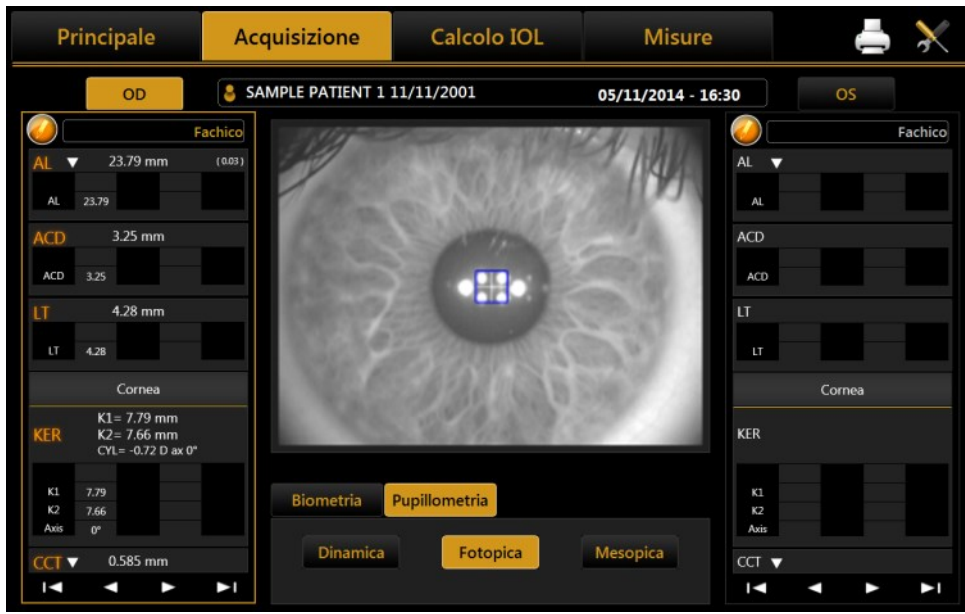 Principale Acquisizione Calcolo IOL Misure
OD SAMPLE PATIENT 1 11/11/2001 05/11/2014 - 16:30 OS
Fachico
AL 23.79 mm (0.03)
AL 23.79
ACD 3.25 mm
ACD 3.25
LT 4.28 mm
LT 4.28
Cornea
KER K1= 7.79 mm
K2= 7.66 mm
CYL= -0.72 D ax 0°
K1 7.79
K2 7.66
Axis 0°
CCT 0.585 mm
Biometria Pupillometria
Dinamica Fotopica Mesopica
Fachico
AL
AL
ACD
ACD
LT
LT
Cornea
KER
K1
K2
Axis
CCT